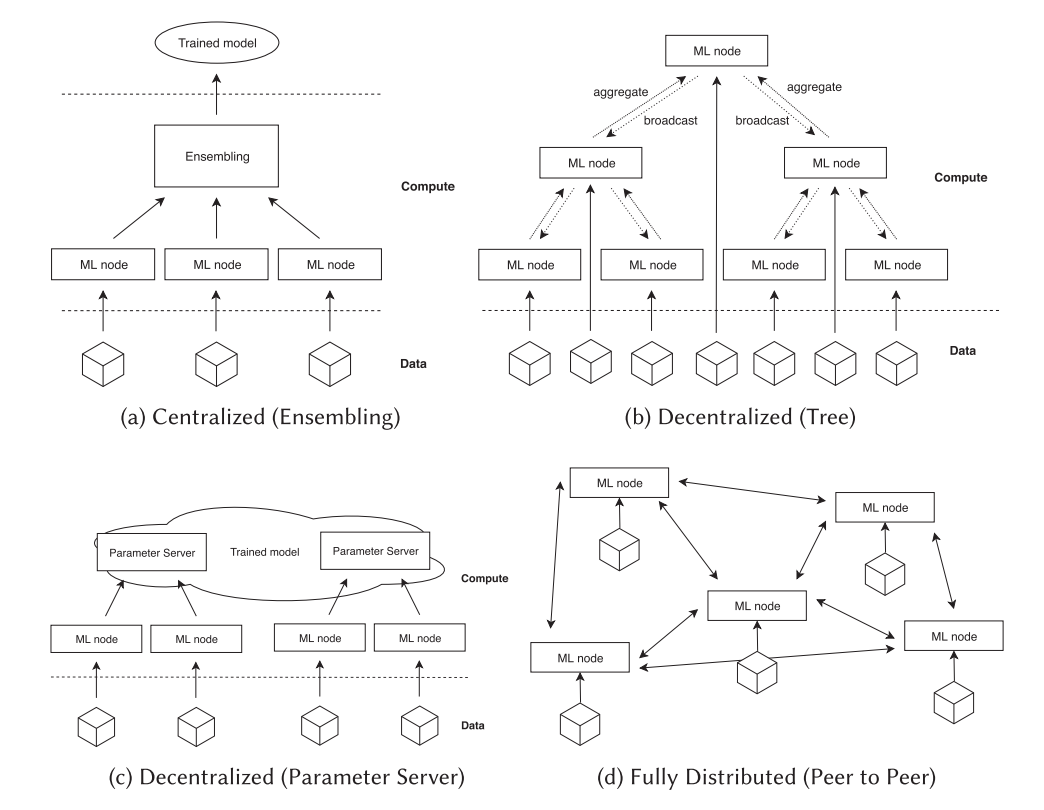 Trained model
Ensembling
Compute
ML node
ML node
ML node
Data
(a) Centralized (Ensembling)
ML node
aggregate
aggregate
broadcast
broadcast
ML node
ML node
Compute
ML node
ML node
ML node
ML node
Data
(b) Decentralized (Tree)
Parameter Server
Trained model
Parameter Server
Compute
ML node
ML node
ML node
ML node
Data
(c) Decentralized (Parameter Server)
ML node
ML node
ML node
ML node
ML node
(d) Fully Distributed (Peer to Peer)